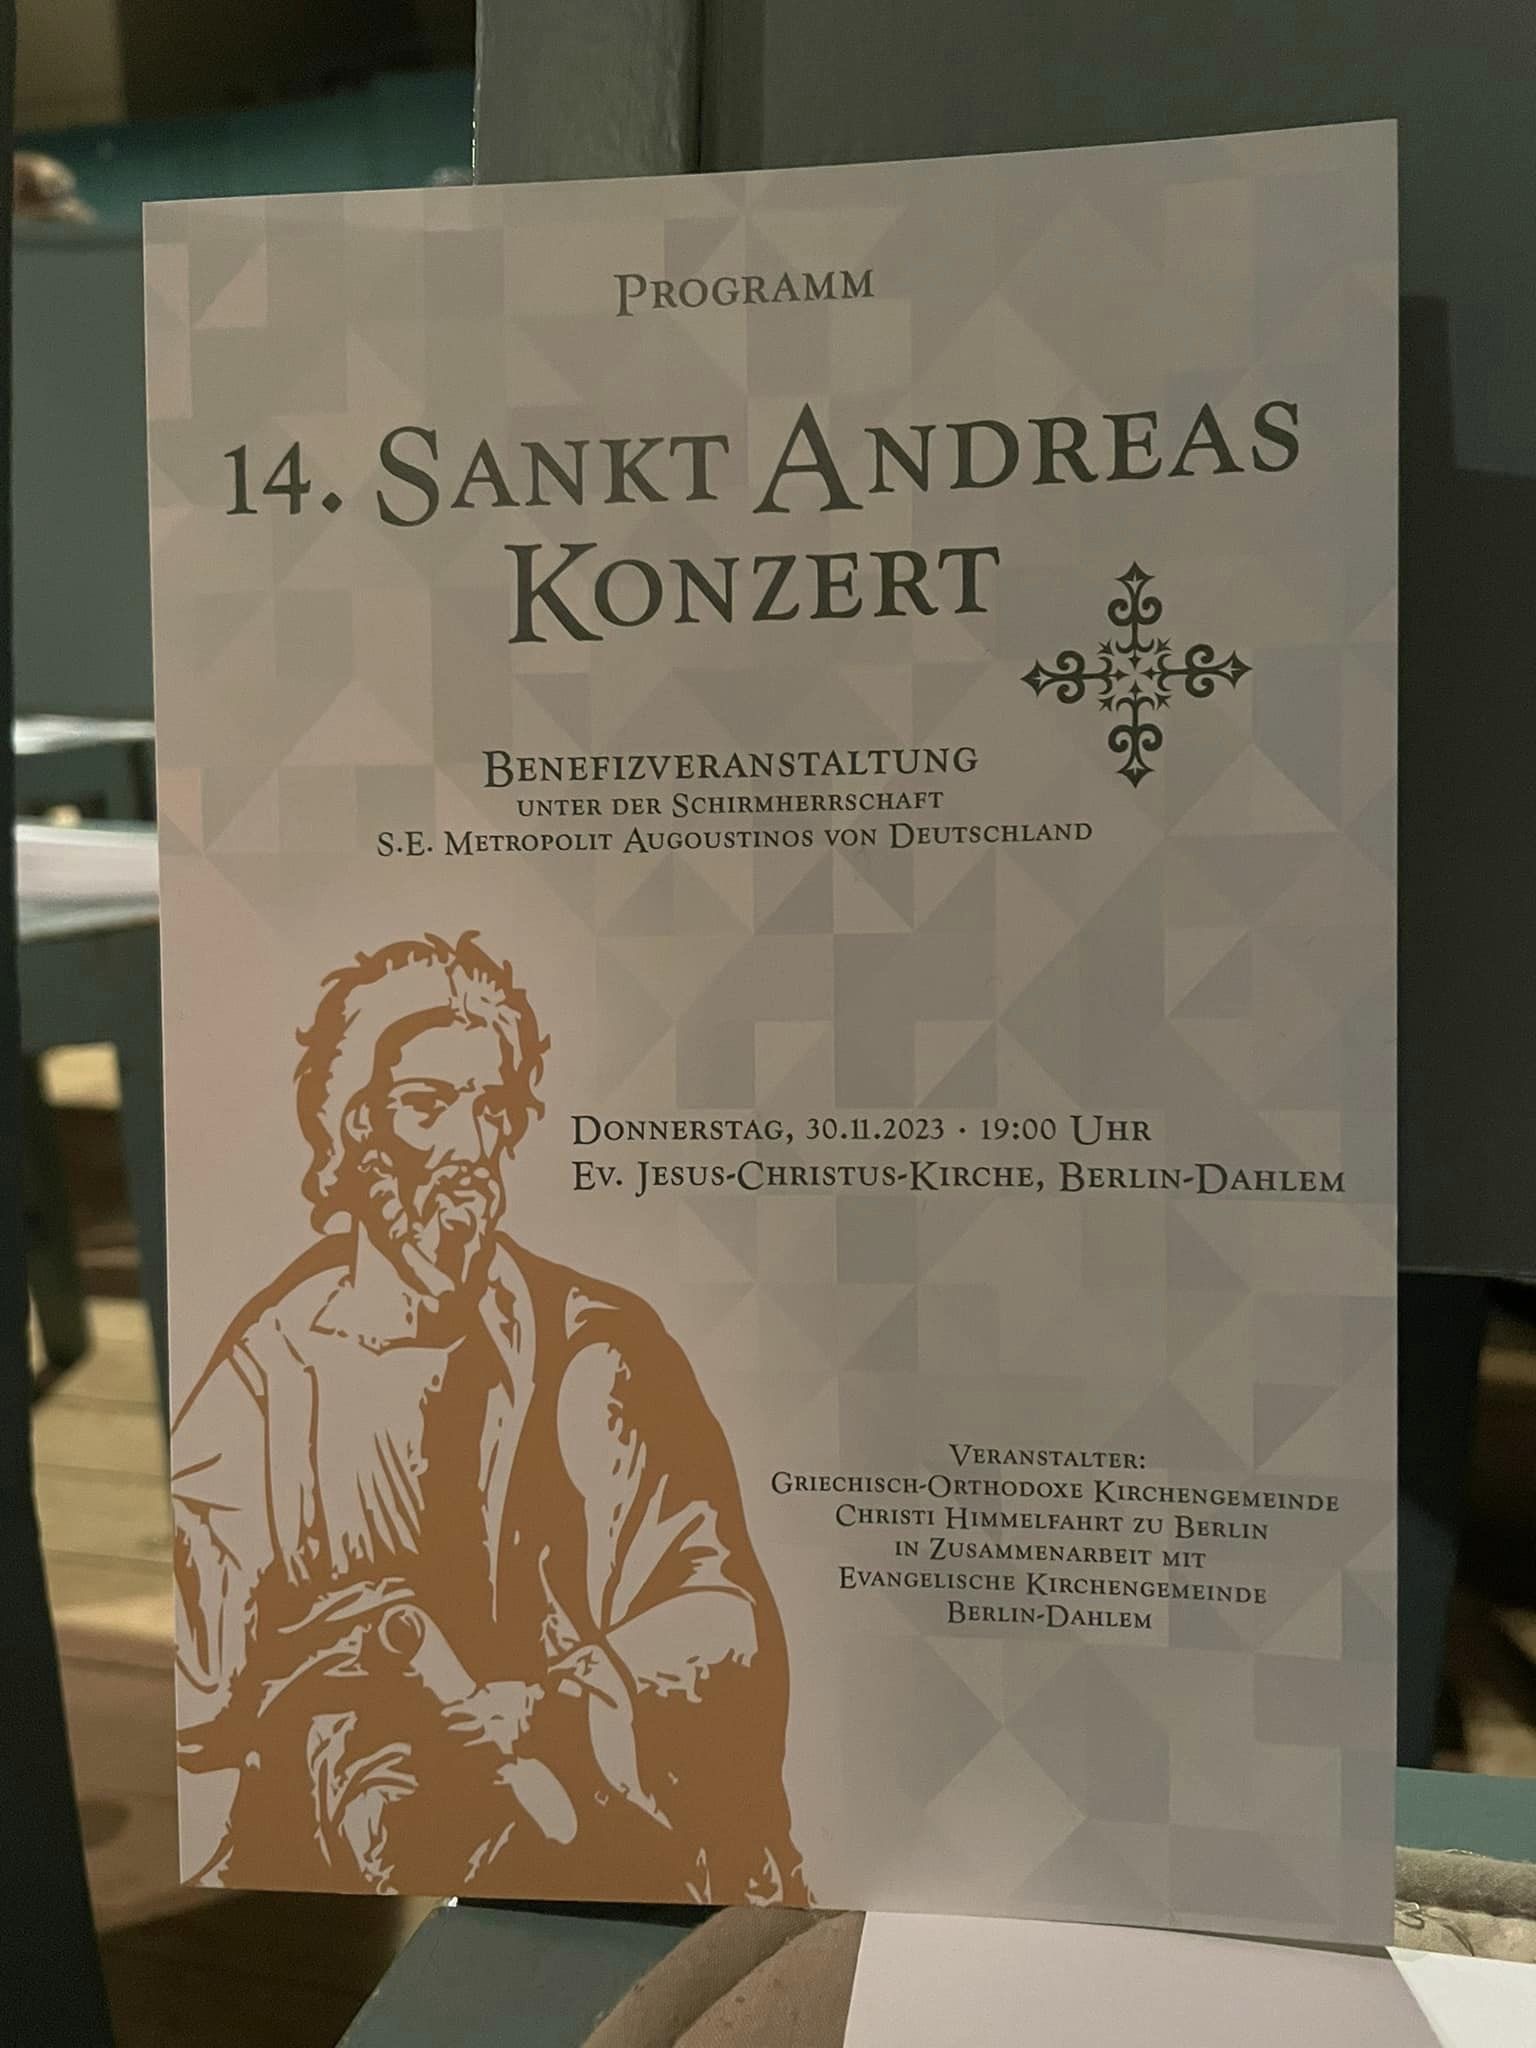 Programm
14. Sankt Andreas
Konzert
Benefizveranstaltung
unter der Schirmherrschaft
S.E. Metropolit Augoustinos von Deutschland
Donnerstag, 30.11.2023 · 19:00 Uhr
Ev. Jesus-Christus-Kirche, Berlin-Dahlem
Veranstalter:
Griechisch-Orthodoxe Kirchengemeinde
Christi Himmelfahrt zu Berlin
in Zusammenarbeit mit
Evangelische Kirchengemeinde
Berlin-Dahlem